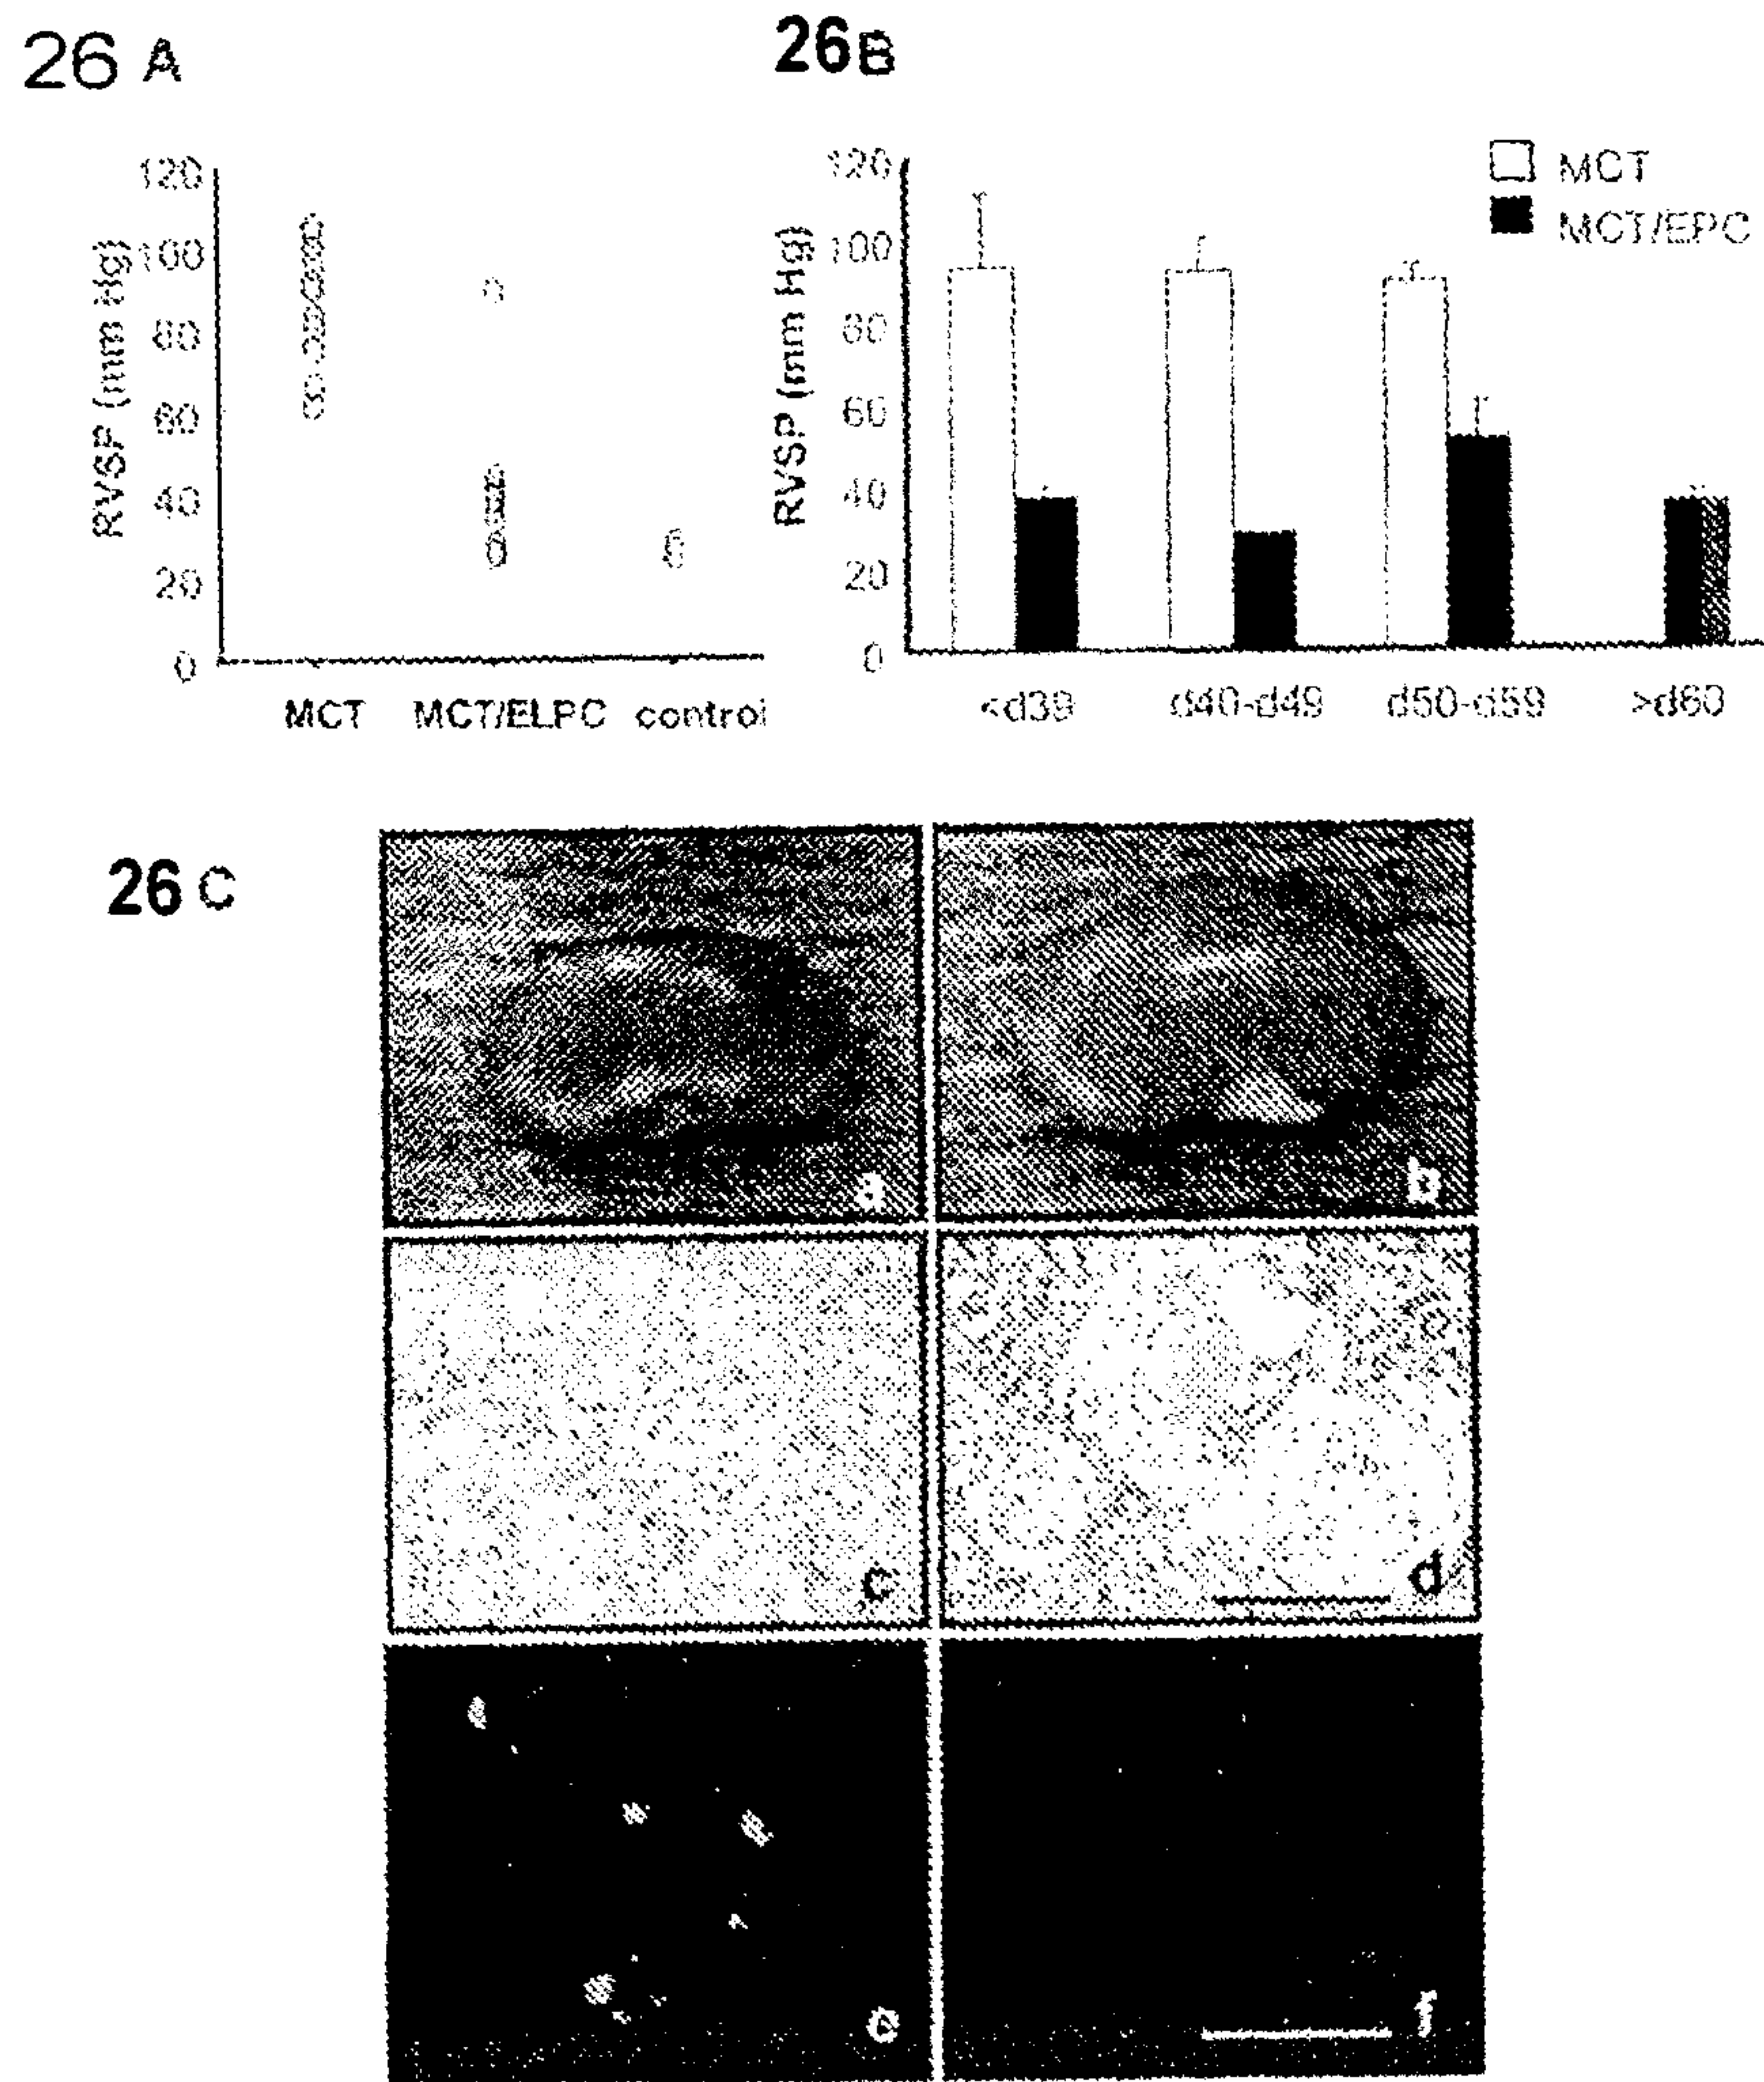 26 A
RVSP (mm Hg)
120
100
80
60
40
20
0
MCT MCT/ELPC control
26B
RVSP (mm Hg)
120
100
80
60
40
20
0
MCT
MCT/EPC
<d39 d40-d49 d50-d59 >d60
26 C
a
b
c
d
e
f